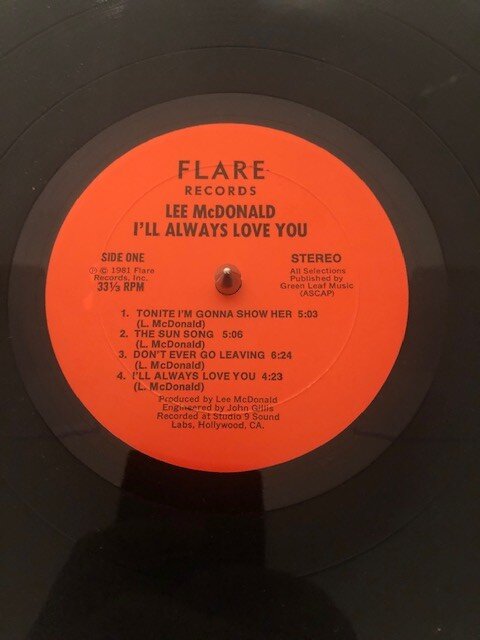 FLARE
RECORDS
LEE McDONALD
I'LL ALWAYS LOVE YOU
SIDE ONE
℗ © 1981 Flare
Records, Inc.
33⅓ RPM
STEREO
All Selections
Published by
Green Leaf Music
(ASCAP)
1. TONITE I'M GONNA SHOW HER 5:03
(L. McDonald)
2. THE SUN SONG 5:06
(L. McDonald)
3. DON'T EVER GO LEAVING 6:24
(L. McDonald)
4. I'LL ALWAYS LOVE YOU 4:23
(L. McDonald)
Produced by Lee McDonald
Engineered by John Gillis
Recorded at Studio 9 Sound
Labs, Hollywood, CA.